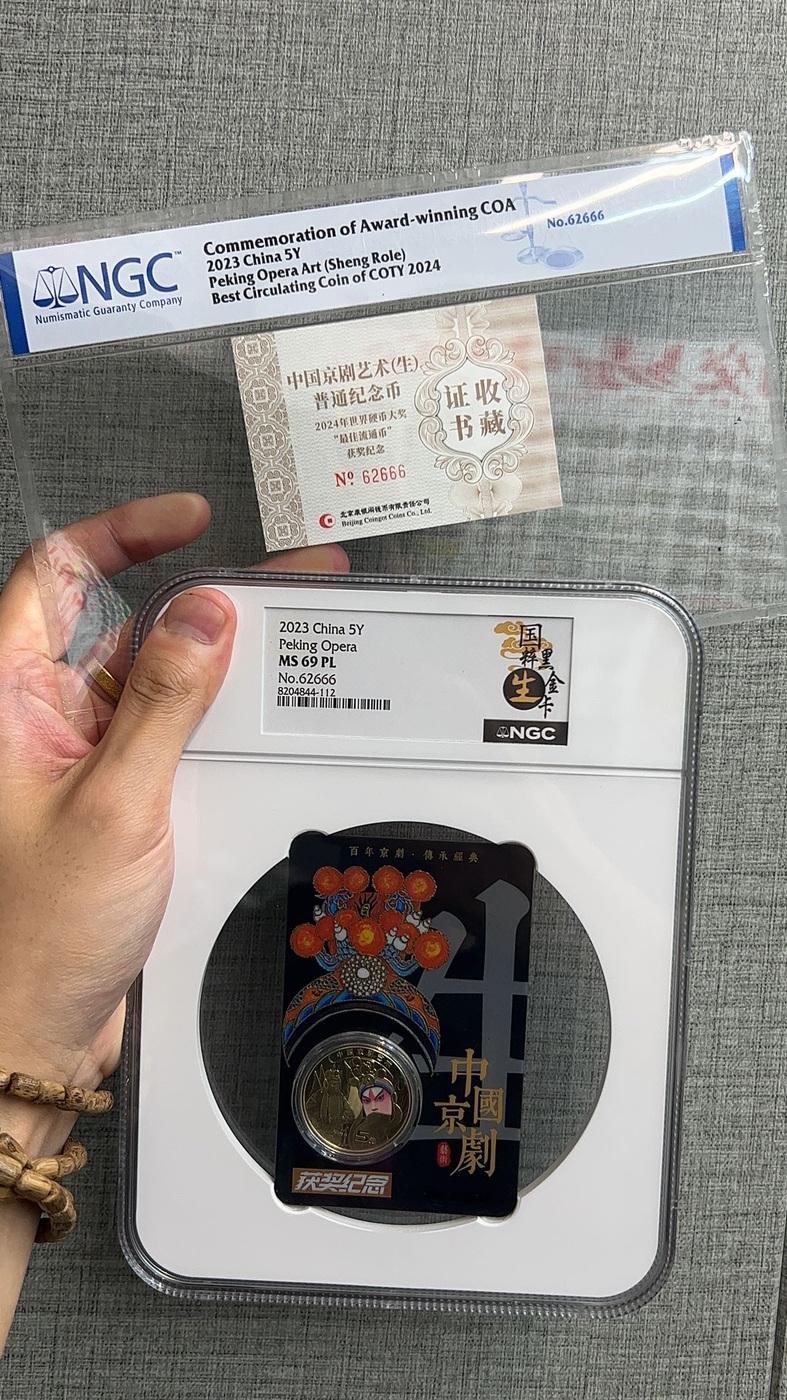 NGC™
Numismatic Guaranty Company
Commemoration of Award-winning COA
2023 China 5Y
Peking Opera Art (Sheng Role)
Best Circulating Coin of COTY 2024
No.62666
中国京剧艺术(生)
普通纪念币
2024年世界硬币大奖
"最佳流通币"
获奖纪念
Nº 62666
北京康银阁钱币有限责任公司
Beijing Coingot Coins Co., Ltd.
收藏
证书
2023 China 5Y
Peking Opera
MS 69 PL
No.62666
8204844-112
国粹
生
黑金卡
NGC
百年京劇·傳承經典
生
中國
京劇
藝術
5元
获奖纪念